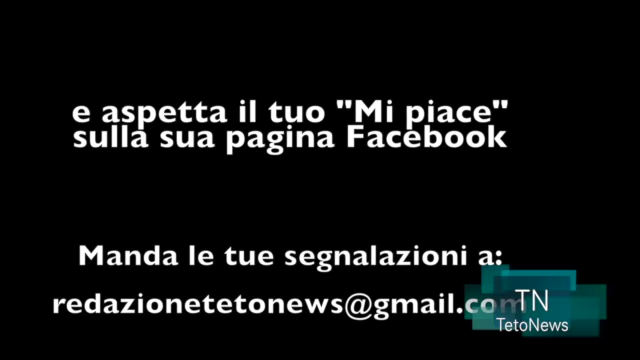 e aspetta il tuo "Mi piace"
sulla sua pagina Facebook
Manda le tue segnalazioni a:
redazionetetonews@gmail.com
TN
TetoNews